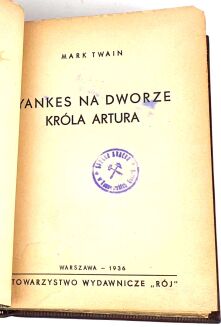 MARK TWAIN
YANKES NA DWORZE
KRÓLA ARTURA
WARSZAWA – 1936
TOWARZYSTWO WYDAWNICZE „RÓJ”